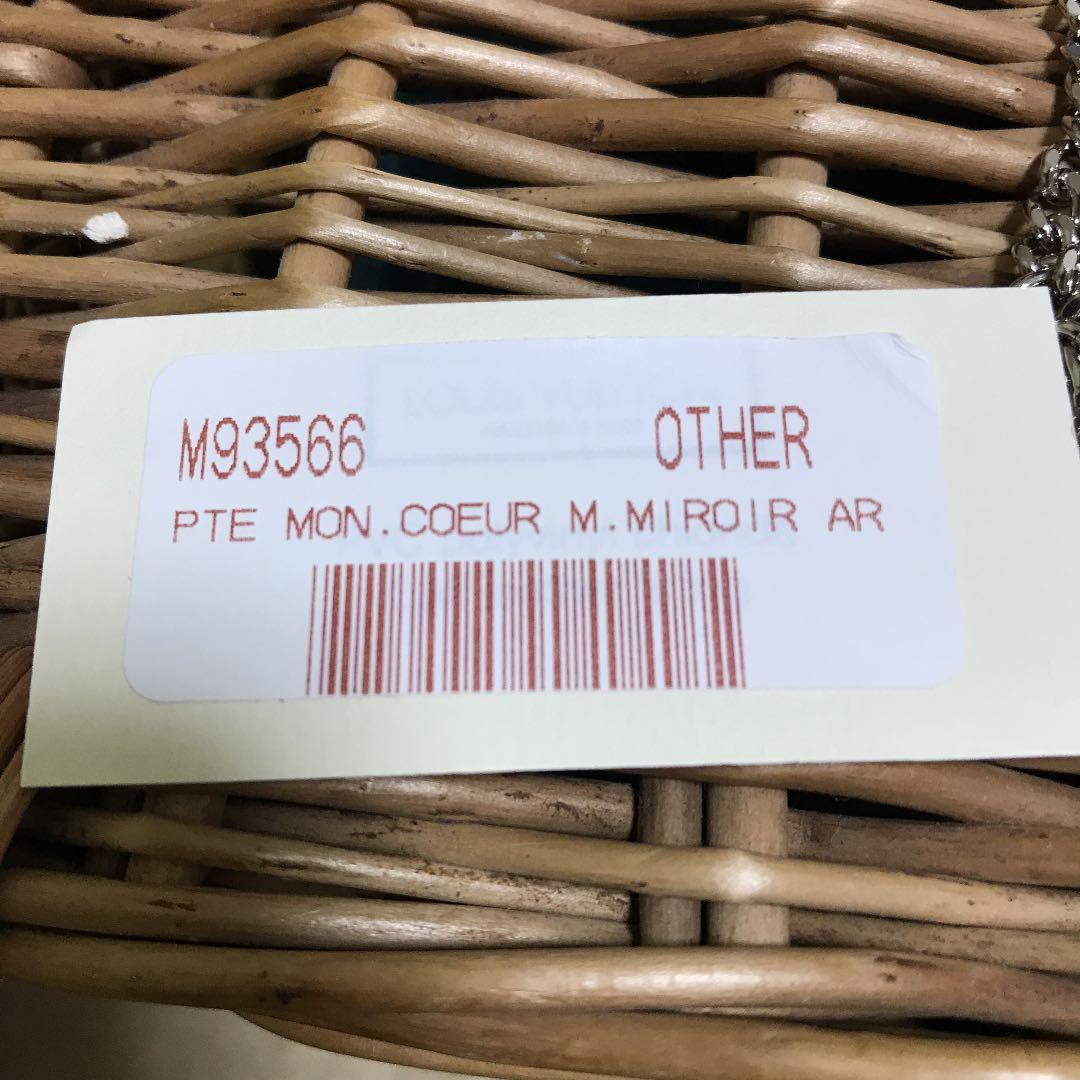 M93566 OTHER
PTE MON.COEUR M.MIROIR AR